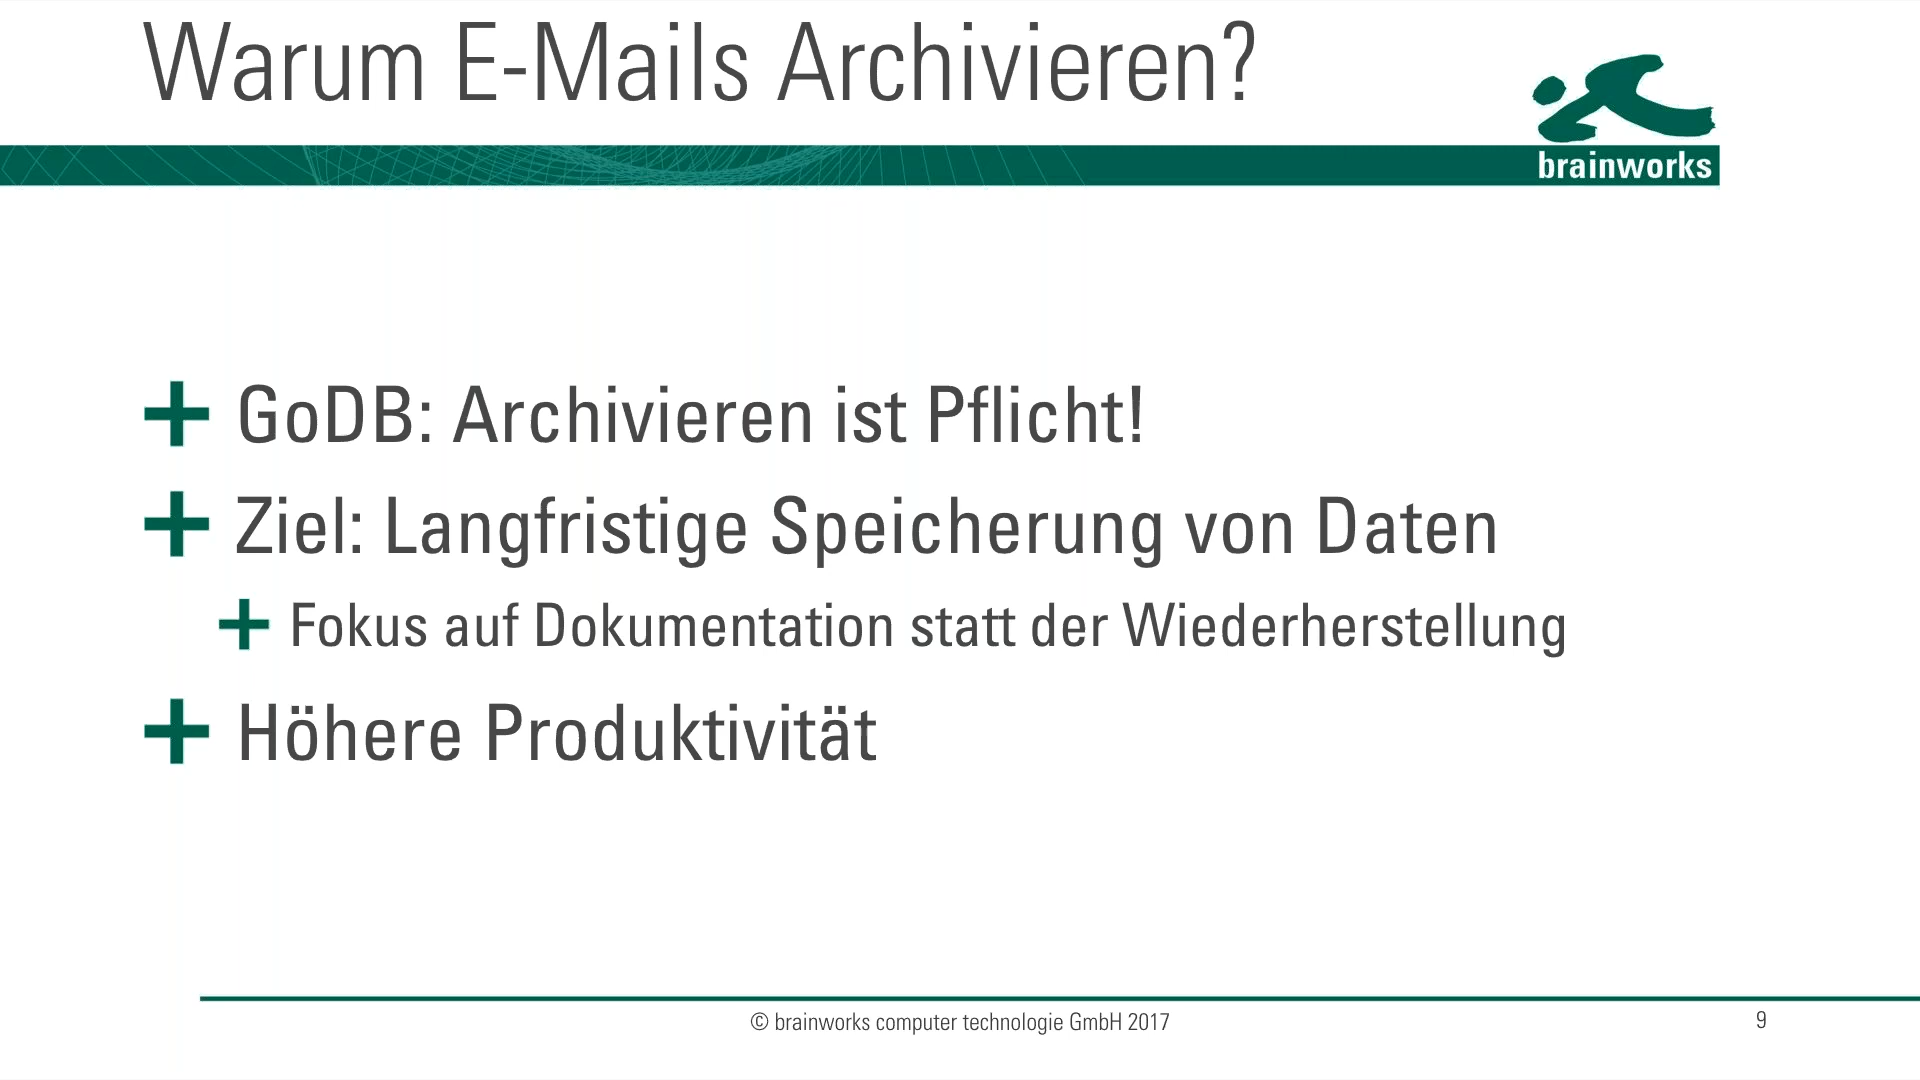 Warum E-Mails Archivieren?
brainworks
GoDB: Archivieren ist Pflicht!
Ziel: Langfristige Speicherung von Daten
Fokus auf Dokumentation statt der Wiederherstellung
Höhere Produktivität
© brainworks computer technologie GmbH 2017
9